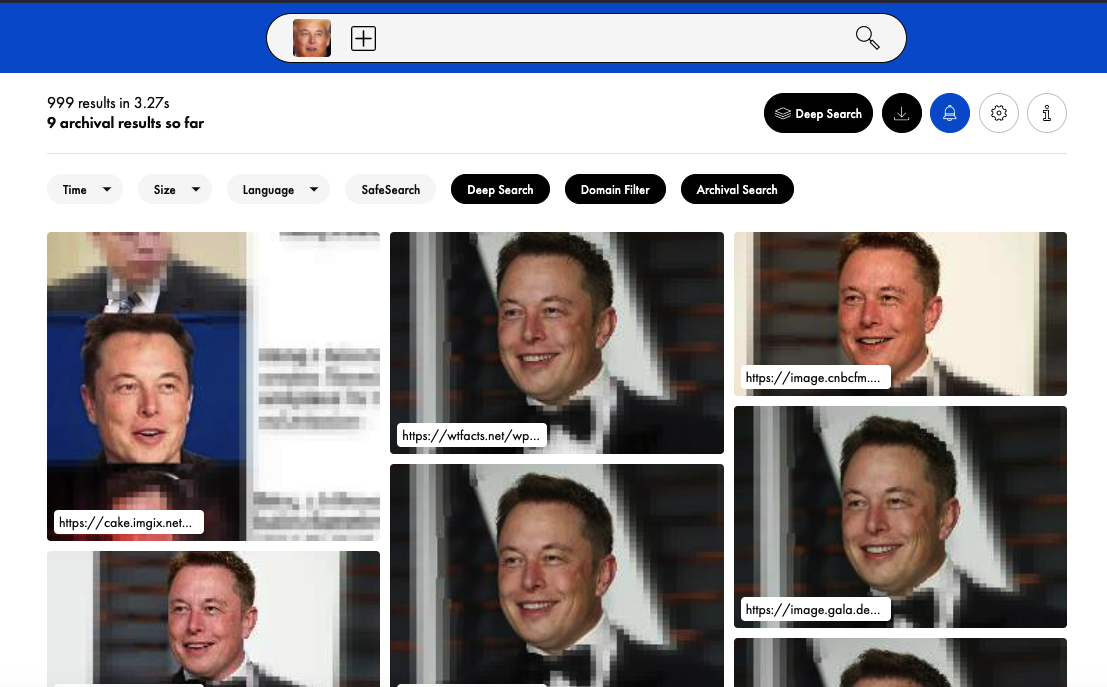 999 results in 3.27s
9 archival results so far
Deep Search
Time
Size
Language
SafeSearch
Deep Search
Domain Filter
Archival Search
https://cake.imgix.net...
https://wtfacts.net/wp...
https://image.cnbcfm....
https://image.gala.de...